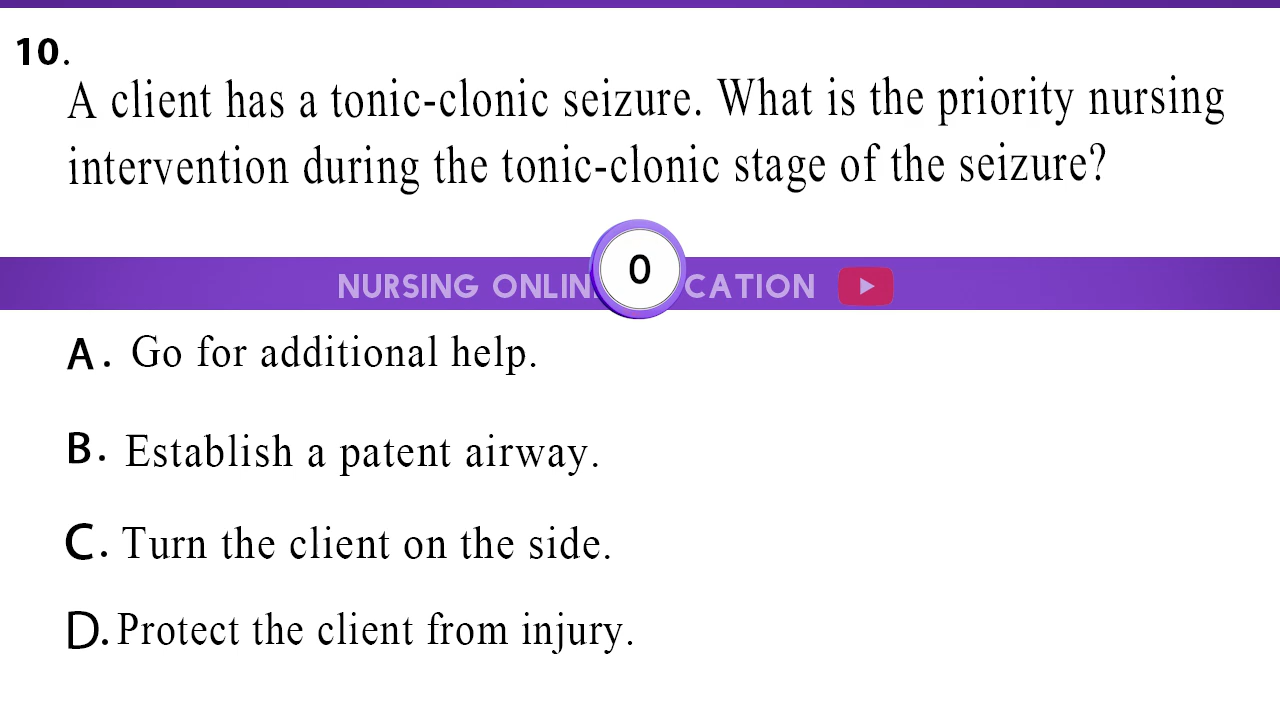 10.
A client has a tonic-clonic seizure. What is the priority nursing
intervention during the tonic-clonic stage of the seizure?
NURSING ONLIN 0 CATION
A. Go for additional help.
B. Establish a patent airway.
C. Turn the client on the side.
D. Protect the client from injury.